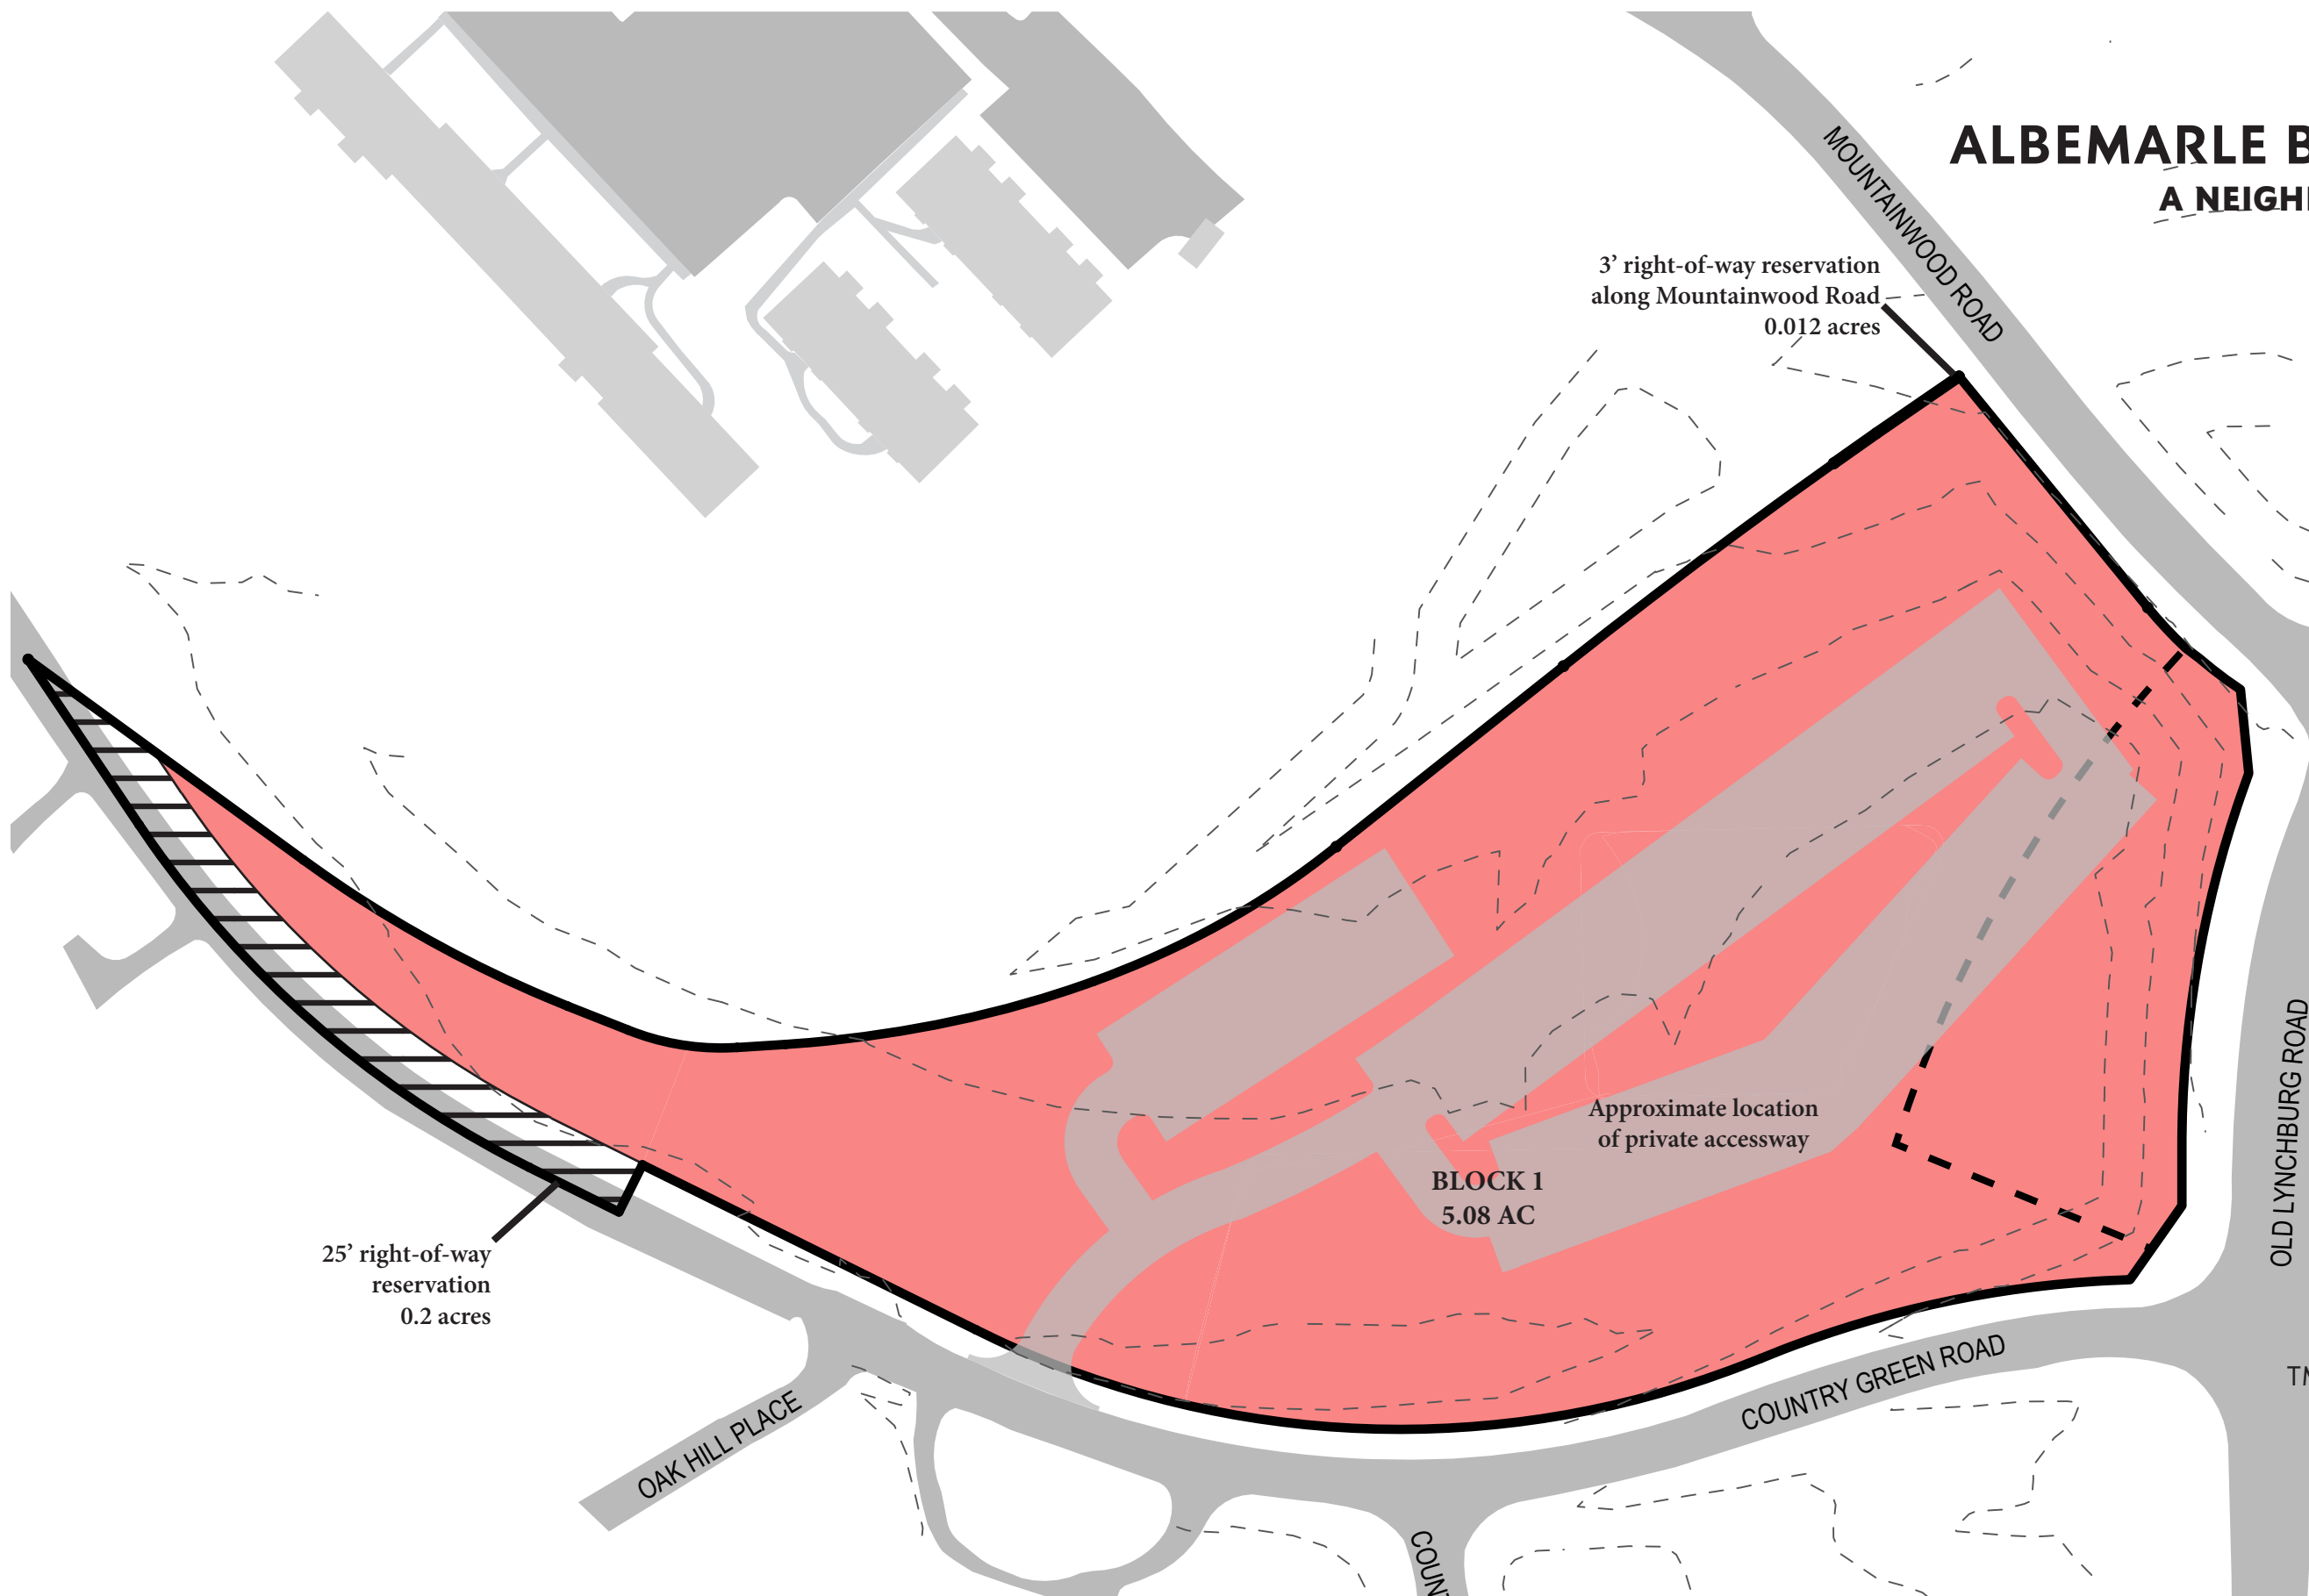 ALBEMARLE B
A NEIGH
MOUNTAINWOOD ROAD
3’ right-of-way reservation
along Mountainwood Road
0.012 acres
Approximate location
of private accessway
BLOCK 1
5.08 AC
25’ right-of-way
reservation
0.2 acres
OLD LYNCHBURG ROAD
COUNTRY GREEN ROAD
OAK HILL PLACE
TM
COUN